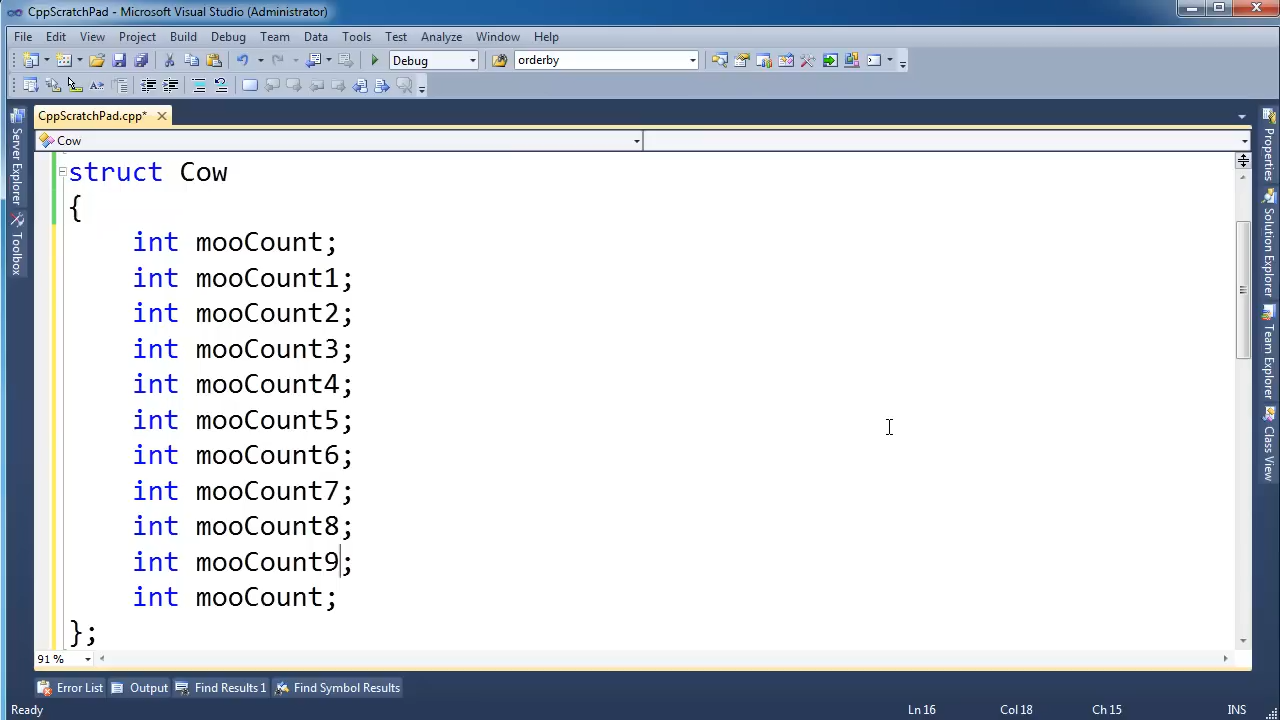 CppScratchPad - Microsoft Visual Studio (Administrator)
File Edit View Project Build Debug Team Data Tools Test Analyze Window Help
Debug orderby
CppScratchPad.cpp*
Cow
Server Explorer
Toolbox
struct Cow
{
int mooCount;
int mooCount1;
int mooCount2;
int mooCount3;
int mooCount4;
int mooCount5;
int mooCount6;
int mooCount7;
int mooCount8;
int mooCount9;
int mooCount;
};
Properties
Solution Explorer
Team Explorer
Class View
91 %
Error List Output Find Results 1 Find Symbol Results
Ready Ln 16 Col 18 Ch 15 INS